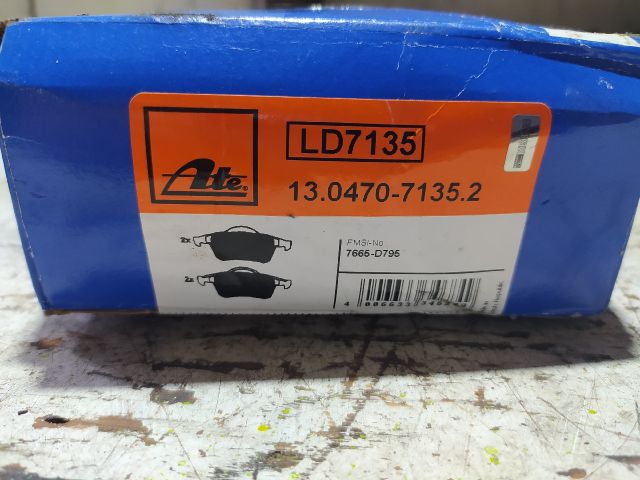 LD7135
Ate®
13.0470-7135.2
2x
FMSI-No
7665-D795
2x